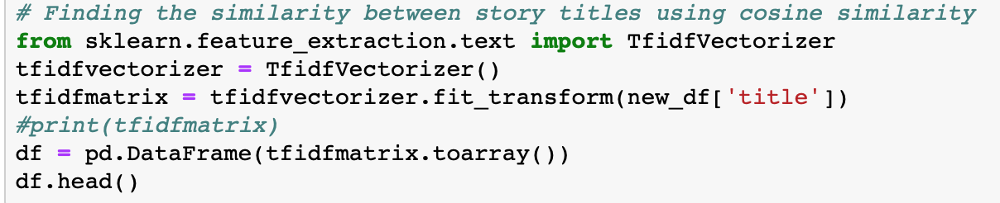 # Finding the similarity between story titles using cosine similarity
from sklearn.feature_extraction.text import TfidfVectorizer
tfidfvectorizer = TfidfVectorizer()
tfidfmatrix = tfidfvectorizer.fit_transform(new_df['title'])
#print(tfidfmatrix)
df = pd.DataFrame(tfidfmatrix.toarray())
df.head()